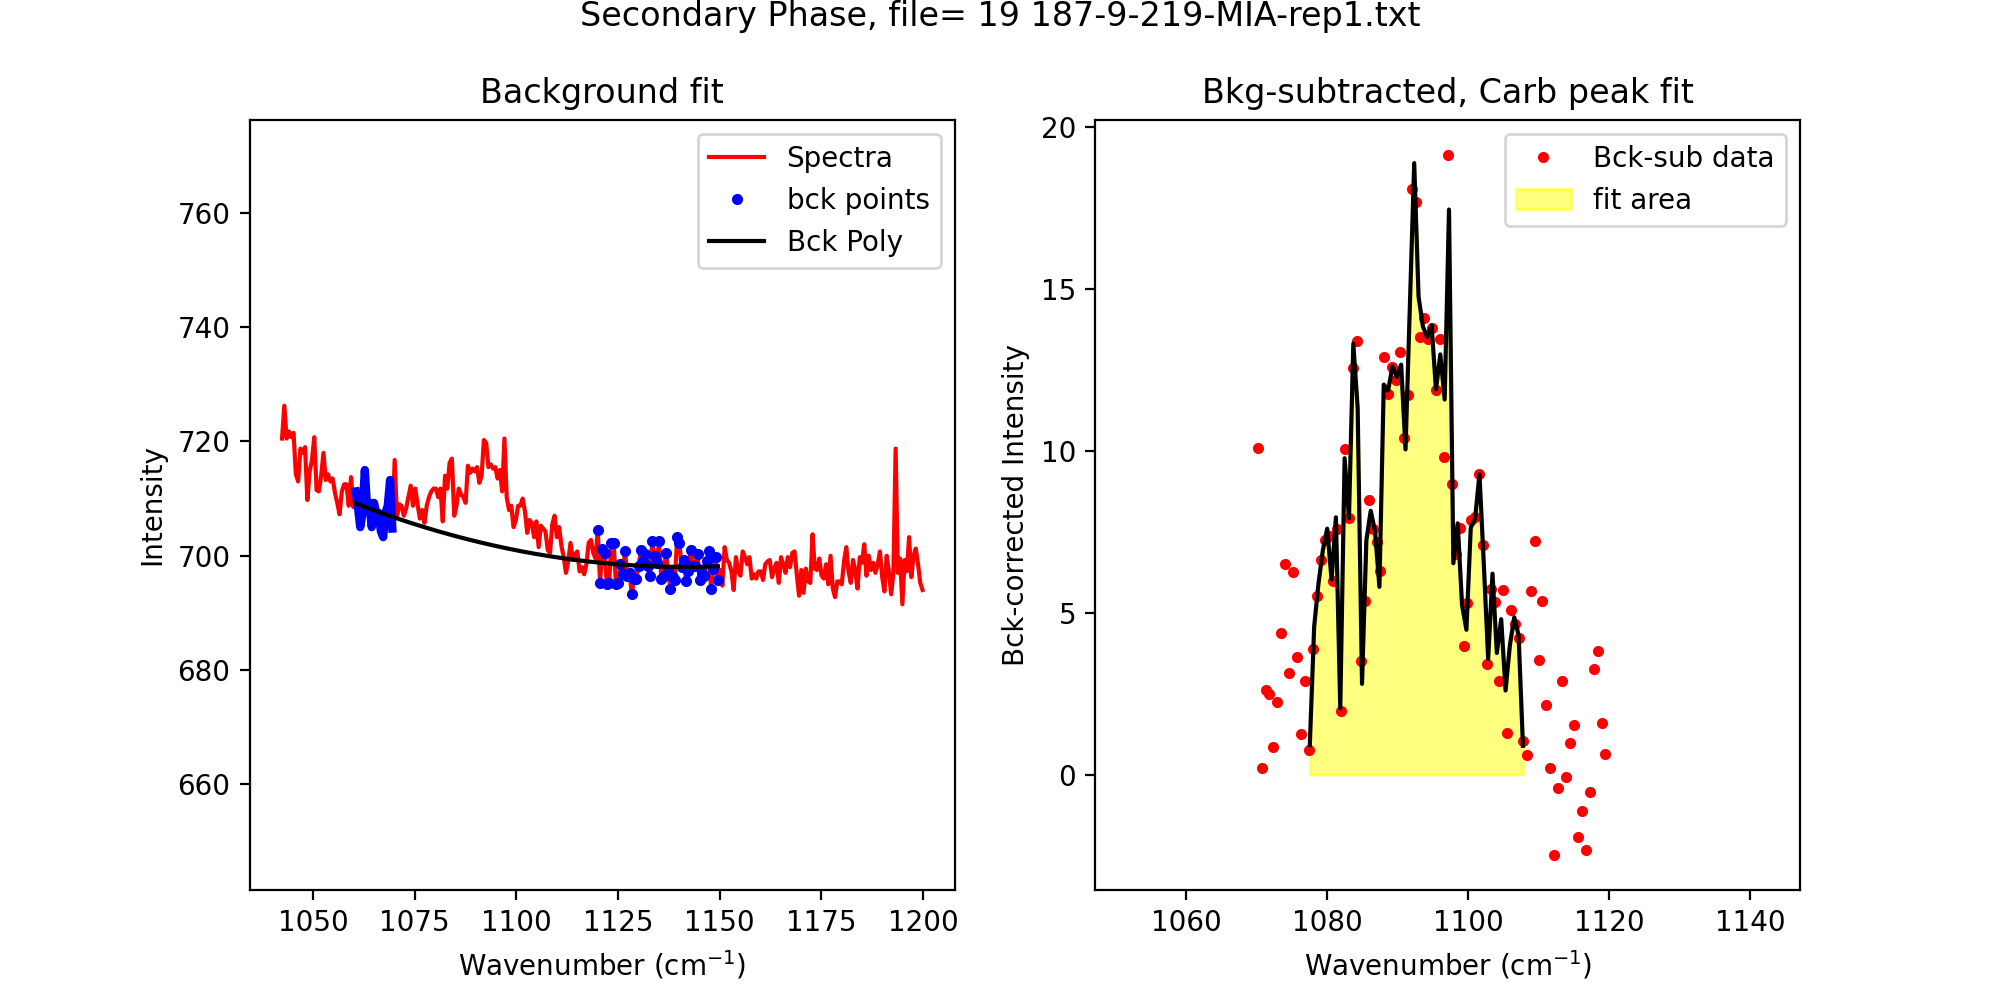 Secondary Phase, file= 19 187-9-219-MIA-rep1.txt
Background fit
Spectra
bck points
Bck Poly
760
740
720
700
680
660
Intensity
1050 1075 1100 1125 1150 1175 1200
Wavenumber (cm⁻¹)
Bkg-subtracted, Carb peak fit
Bck-sub data
fit area
20
15
10
5
0
Bck-corrected Intensity
1060 1080 1100 1120 1140
Wavenumber (cm⁻¹)